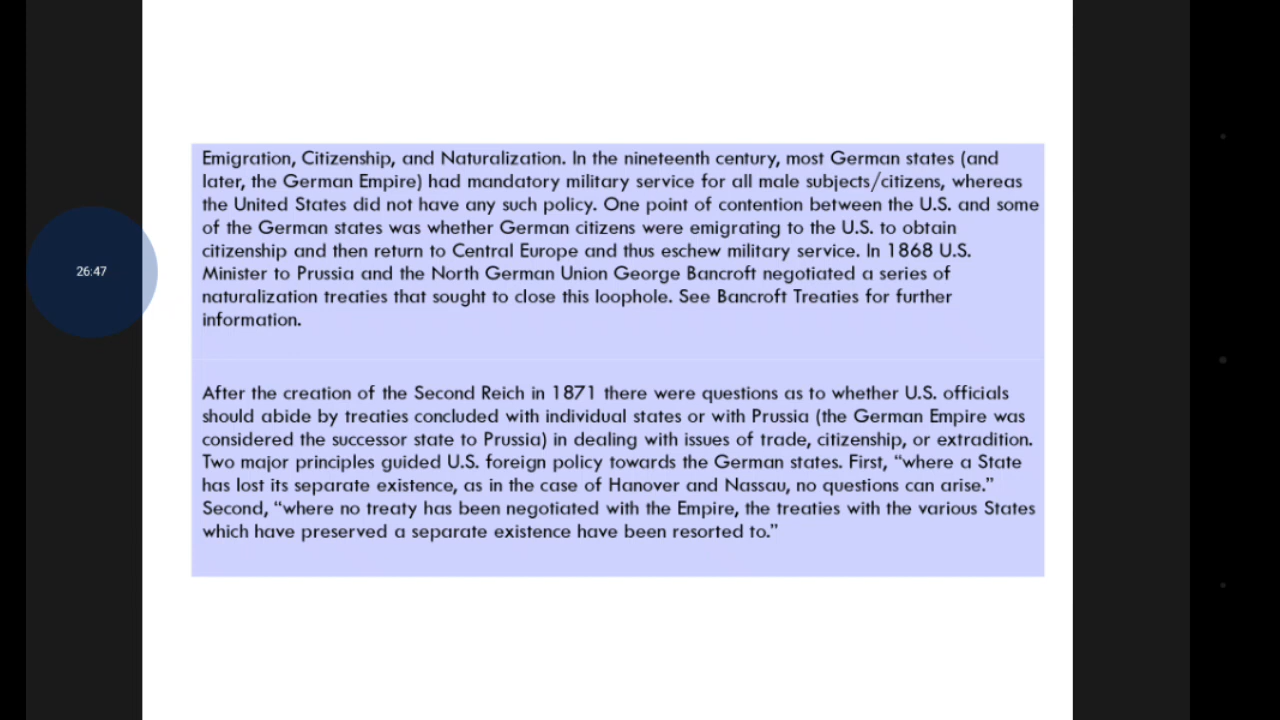 Emigration, Citizenship, and Naturalization. In the nineteenth century, most German states (and
later, the German Empire) had mandatory military service for all male subjects/citizens, whereas
the United States did not have any such policy. One point of contention between the U.S. and some
of the German states was whether German citizens were emigrating to the U.S. to obtain
citizenship and then return to Central Europe and thus eschew military service. In 1868 U.S.
Minister to Prussia and the North German Union George Bancroft negotiated a series of
naturalization treaties that sought to close this loophole. See Bancroft Treaties for further
information.
26:47
After the creation of the Second Reich in 1871 there were questions as to whether U.S. officials
should abide by treaties concluded with individual states or with Prussia (the German Empire was
considered the successor state to Prussia) in dealing with issues of trade, citizenship, or extradition.
Two major principles guided U.S. foreign policy towards the German states. First, “where a State
has lost its separate existence, as in the case of Hanover and Nassau, no questions can arise.”
Second, “where no treaty has been negotiated with the Empire, the treaties with the various States
which have preserved a separate existence have been resorted to.”